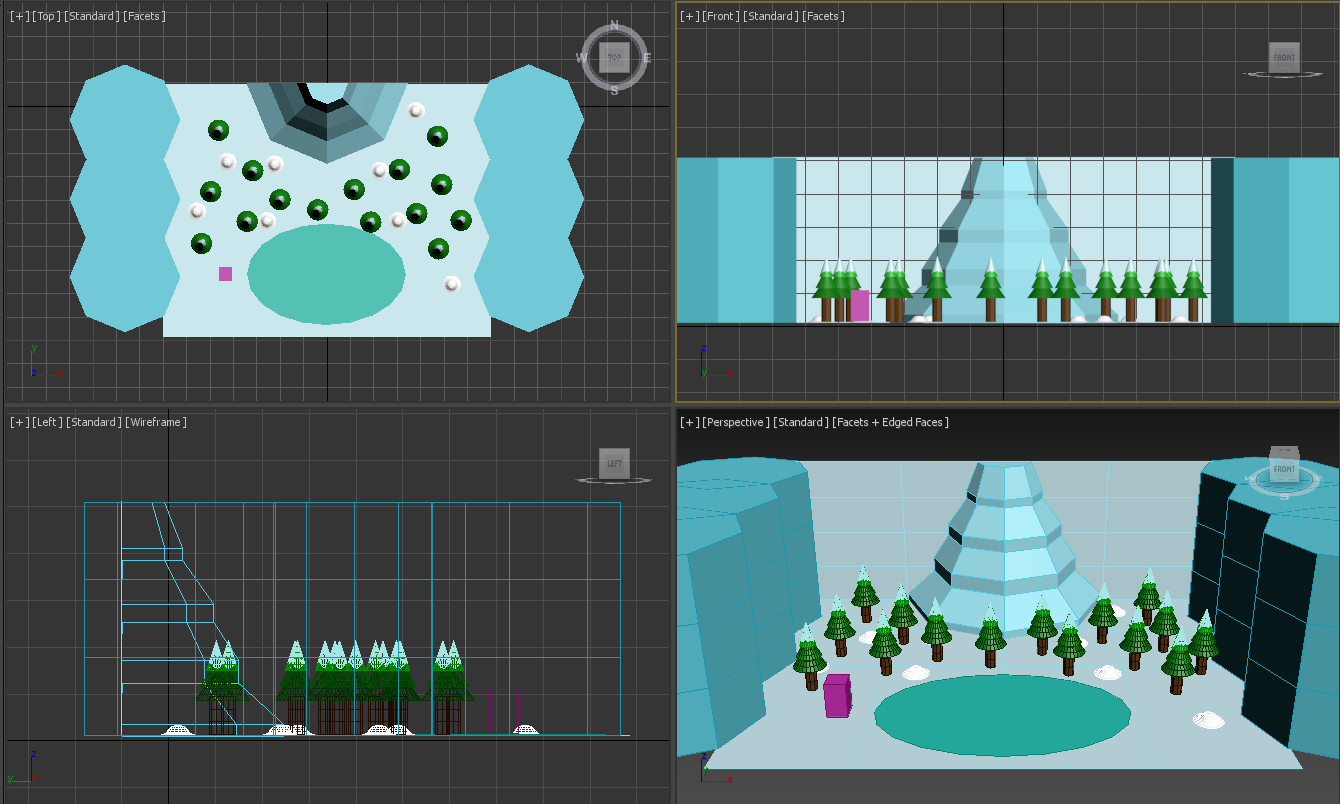 [+] [Top] [Standard] [Facets]
N
W TOP E
S
y
z x
[+] [Front] [Standard] [Facets]
FRONT
z
y x
[+] [Left] [Standard] [Wireframe]
LEFT
z
y x
[+] [Perspective] [Standard] [Facets + Edged Faces]
FRONT
S
z
y x